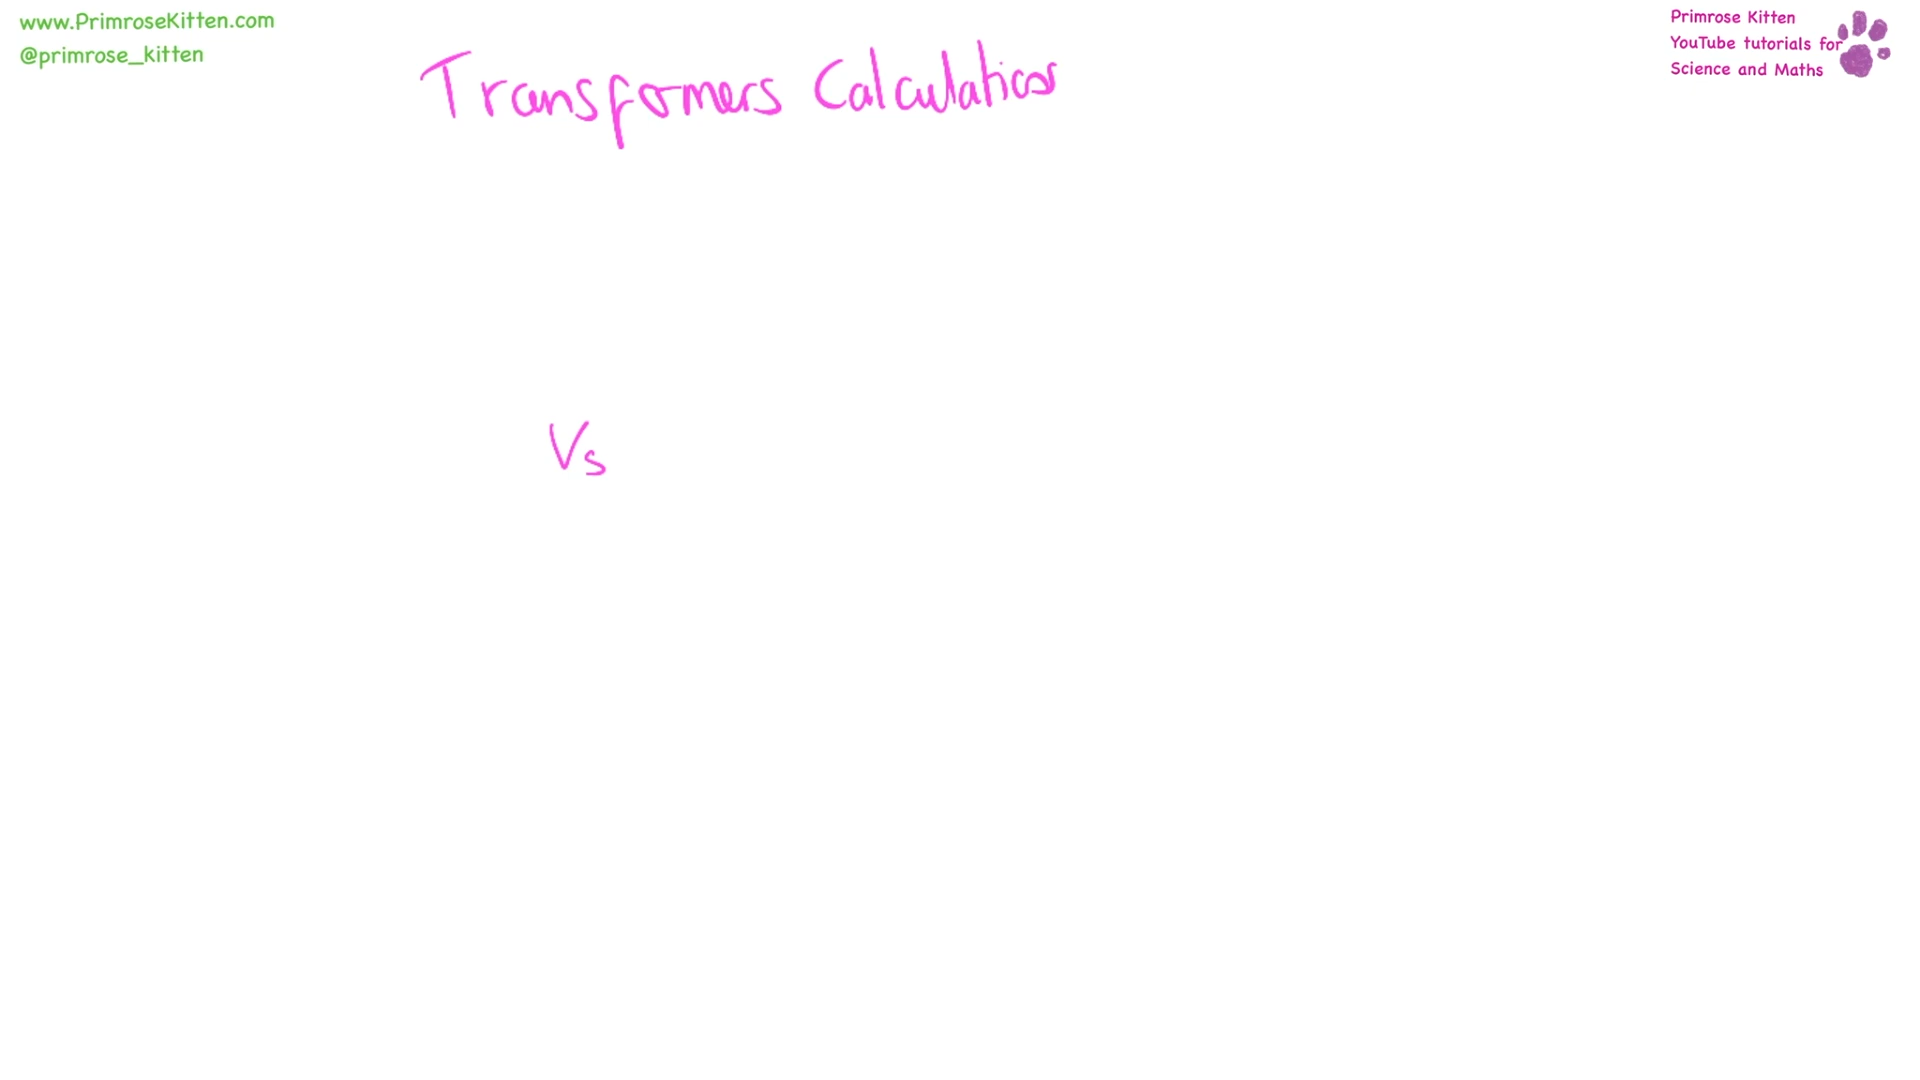 www.PrimroseKitten.com
@primrose_kitten
Primrose Kitten
YouTube tutorials for
Science and Maths
Transformers Calculations
Vs